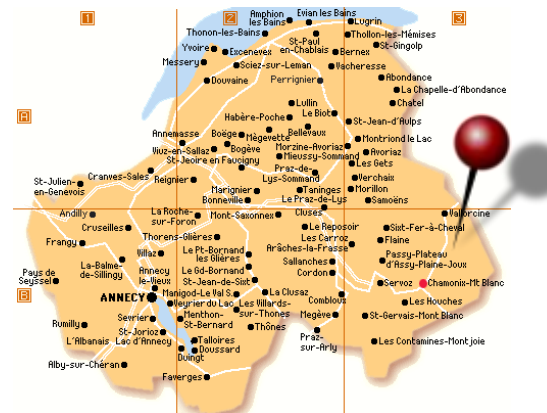 1
2
3
A
B
Amphion
les Bains
Evian les Bains
Lugrin
Thonon-les-Bains
St-Paul
en-Chablais
Thollon-les-Mémises
St-Gingolp
Yvoire
Excenevex
Bernex
Messery
Sciez-sur-Leman
Vacheresse
Douvaine
Perrignier
Abondance
La Chapelle-d'Abondance
Lullin
Chatel
Habère-Poche
Le Biot
St-Jean-d'Aulps
Annemasse
Boëge
Mègevette
Bellevaux
Montriond le Lac
Viuz-en-Sallaz
Bogève
Morzine-Avoriaz
Avoriaz
St-Jeoire en Faucigny
Mieussy-Sommand
Les Gets
Cranves-Sales
Praz-de-
Lys-Sommand
Verchaix
St-Julien-
en-Genevois
Reignier
Marignier
Taninges
Morillon
Bonneville
Le Praz-de-Lys
Samoëns
Andilly
La Roche-
sur-Foron
Mont-Saxonnex
Cluses
Vallorcine
Cruseilles
Le Reposoir
Sixt-Fer-à-Cheval
Frangy
Thorens-Glières
Les Carroz
Flaine
Villaz
Le Pt-Bornand
les Glières
Arâches-la-Frasse
Passy-Plateau
d'Assy-Plaine-Joux
La-Balme-
de-Sillingy
Sallanches
Pays de
Seyssel
Annecy
le-Vieux
Le Gd-Bornand
Cordon
St-Jean-de-Sixt
Servoz
Chamonix-Mt Blanc
ANNECY
Manigod-Le Val S.
La Clusaz
Combloux
Veyrier du Lac
Les Villards-
sur-Thones
Les Houches
Rumilly
Sevrier
Menthon-
St-Bernard
Megève
St-Gervais-Mont Blanc
L'Albanais
St-Jorioz
Lac d'Annecy
Thônes
Talloires
Praz-
sur-Arly
Les Contamines-Montjoie
Duingt
Doussard
Alby-sur-Chéran
Faverges